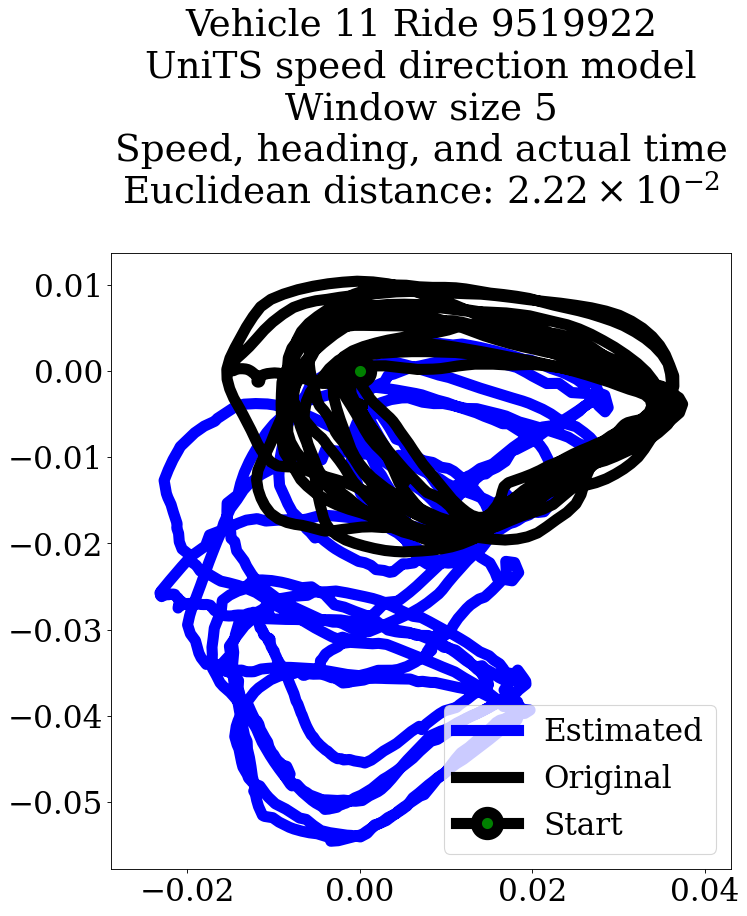 Vehicle 11 Ride 9519922
UniTS speed direction model
Window size 5
Speed, heading, and actual time
Euclidean distance: 2.22 × 10⁻²
0.01
0.00
−0.01
−0.02
−0.03
−0.04
−0.05
Estimated
Original
Start
−0.02 0.00 0.02 0.04